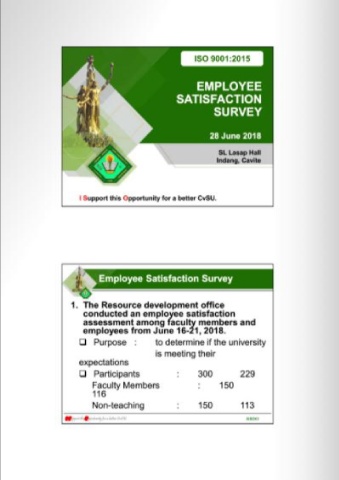 ISO 9001:2015
EMPLOYEE
SATISFACTION
SURVEY
28 June 2018
SL Losap Hall
Indang, Cavite
I Support this Opportunity for a better CvSU.
Employee Satisfaction Survey
1. The Resource development office
conducted an employee satisfaction
assessment among faculty members and
employees from June 16-21, 2018.
❑ Purpose : to determine if the university
is meeting their
expectations
❑ Participants : 300 229
Faculty Members : 150
116
Non-teaching : 150 113